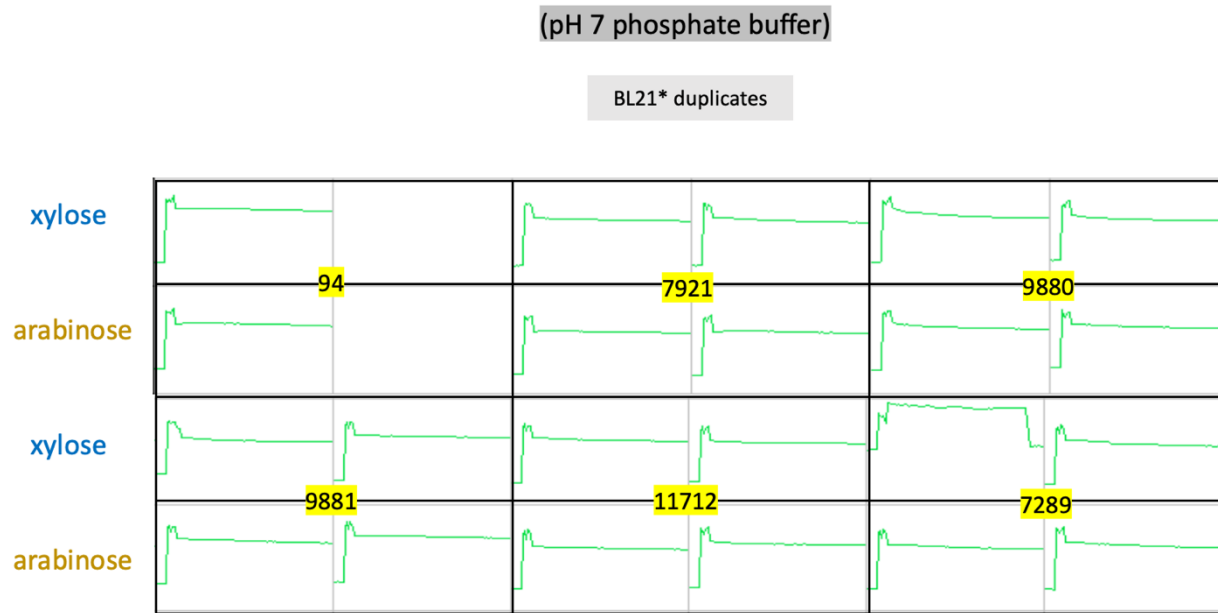 (pH 7 phosphate buffer)
BL21* duplicates
xylose
94
7921
9880
arabinose
xylose
9881
11712
7289
arabinose